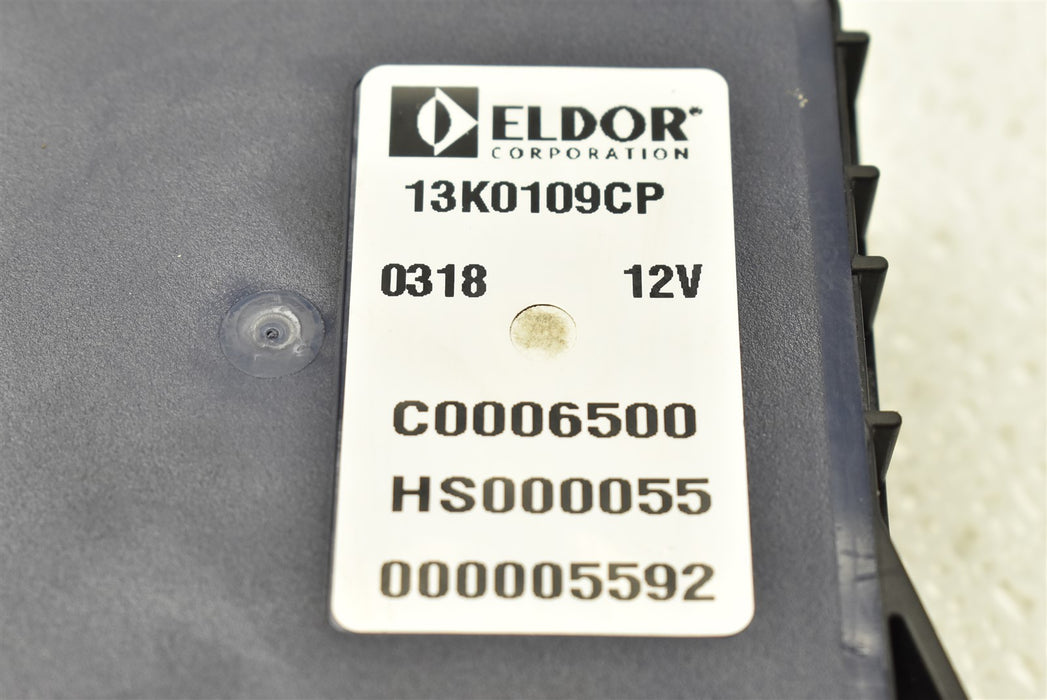 ELDOR
CORPORATION
13K0109CP
0318 12V
C0006500
HS000055
000005592